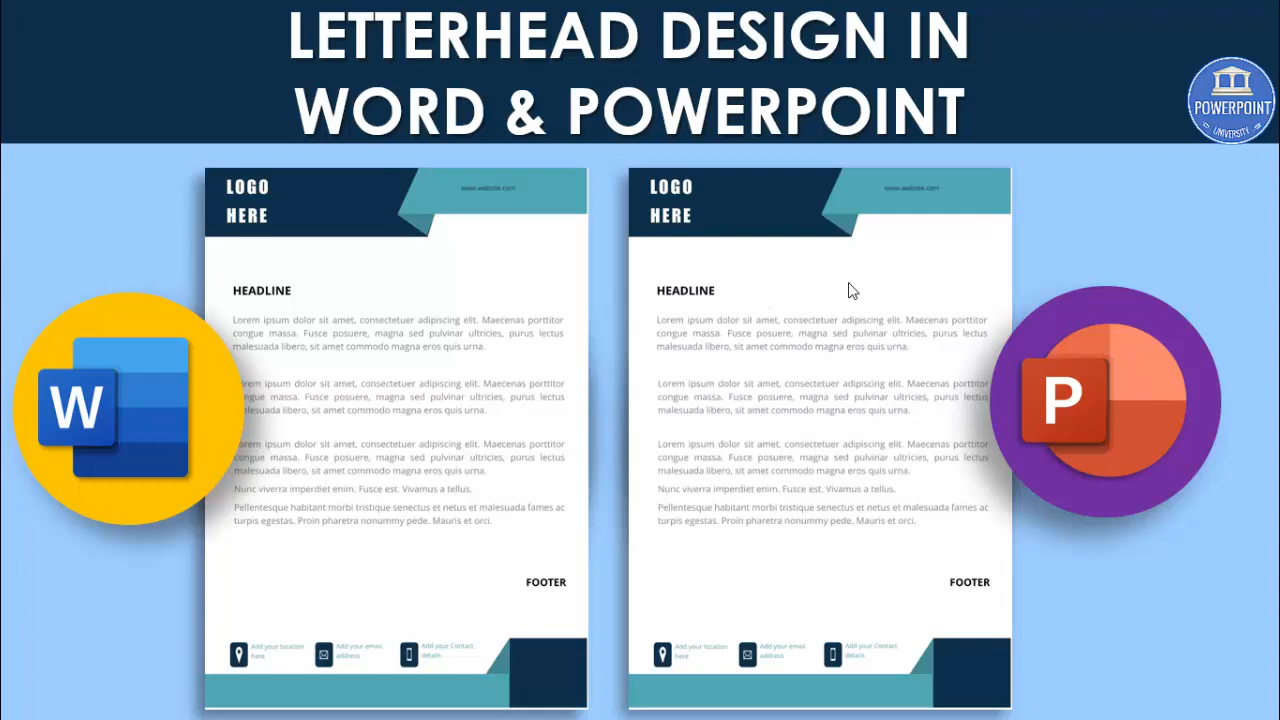 LETTERHEAD DESIGN IN
WORD & POWERPOINT
POWERPOINT
UNIVERSITY
LOGO
HERE
www.website.com
HEADLINE
Lorem ipsum dolor sit amet, consectetuer adipiscing elit. Maecenas porttitor
congue massa. Fusce posuere, magna sed pulvinar ultricies, purus lectus
malesuada libero, sit amet commodo magna eros quis urna.
dolor sit amet, consectetuer adipiscing elit. Maecenas porttitor
congue massa. Fusce posuere, magna sed pulvinar ultricies, purus lectus
malesuada libero, sit amet commodo magna eros quis urna.
Lorem ipsum dolor sit amet, consectetuer adipiscing elit. Maecenas porttitor
congue massa. Fusce posuere, magna sed pulvinar ultricies, purus lectus
malesuada libero, sit amet commodo magna eros quis urna.
Nunc viverra imperdiet enim. Fusce est. Vivamus a tellus.
Pellentesque habitant morbi tristique senectus et netus et malesuada fames ac
turpis egestas. Proin pharetra nonummy pede. Mauris et orci.
FOOTER
Add your location
here
Add your email
address
Add your Contact
details
LOGO
HERE
www.website.com
HEADLINE
Lorem ipsum dolor sit amet, consectetuer adipiscing elit. Maecenas porttitor
congue massa. Fusce posuere, magna sed pulvinar ultricies, purus lectus
malesuada libero, sit amet commodo magna eros quis urna.
Lorem ipsum dolor sit amet, consectetuer adipiscing elit. Maecenas porttitor
congue massa. Fusce posuere, magna sed pulvinar ultricies, purus lectus
malesuada libero, sit amet commodo magna eros quis urna.
Lorem ipsum dolor sit amet, consectetuer adipiscing elit. Maecenas porttitor
congue massa. Fusce posuere, magna sed pulvinar ultricies, purus lectus
malesuada libero, sit amet commodo magna eros quis urna.
Nunc viverra imperdiet enim. Fusce est. Vivamus a tellus.
Pellentesque habitant morbi tristique senectus et netus et malesuada fames ac
turpis egestas. Proin pharetra nonummy pede. Mauris et orci.
FOOTER
Add your location
here
Add your email
address
Add your Contact
details
W
P